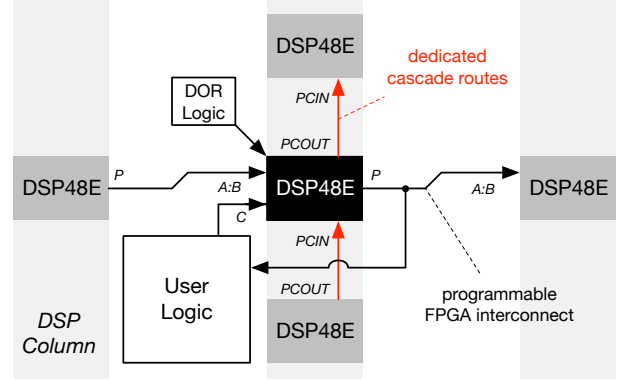 DSP48E
dedicated
cascade routes
DOR
Logic
PCIN
PCOUT
DSP48E
P
A:B
DSP48E
P
A:B
DSP48E
C
PCIN
User
Logic
PCOUT
programmable
FPGA interconnect
DSP
Column
DSP48E